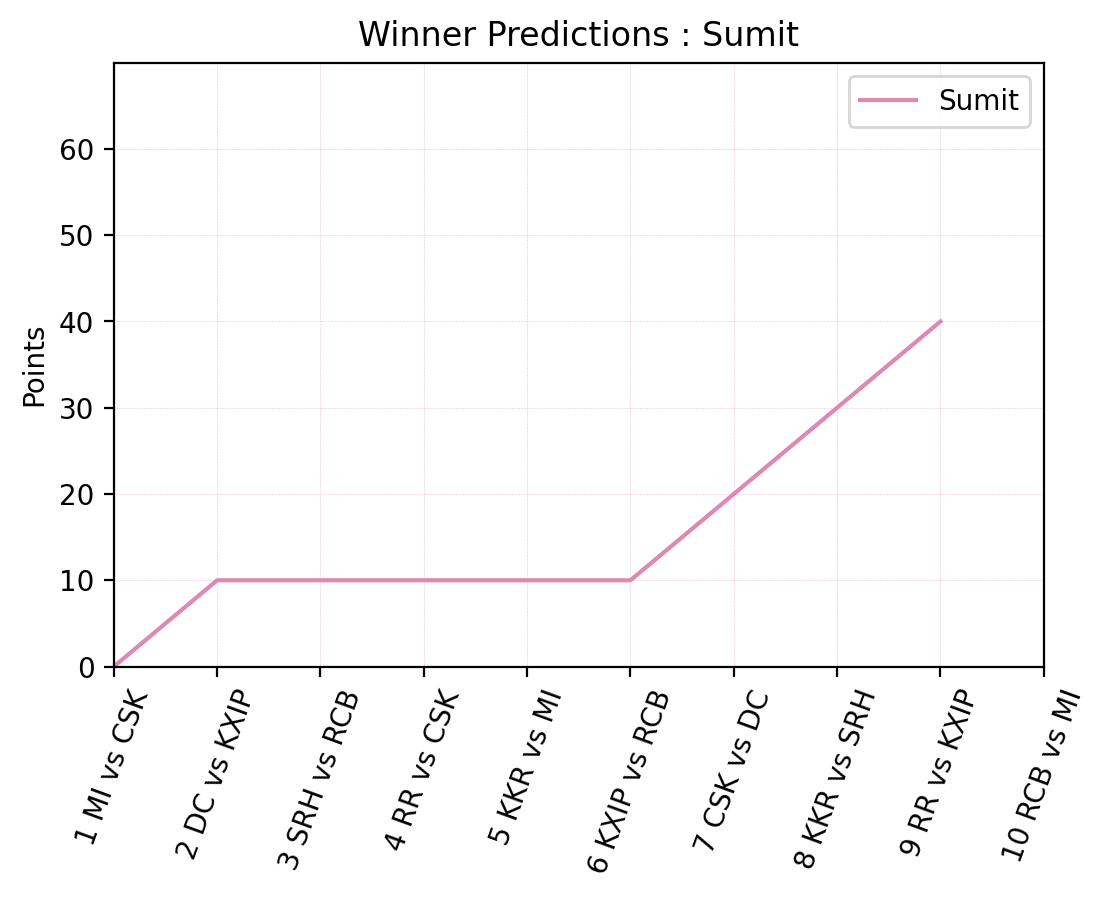 Winner Predictions : Sumit
Sumit
Points
60
50
40
30
20
10
0
1 MI vs CSK
2 DC vs KXIP
3 SRH vs RCB
4 RR vs CSK
5 KKR vs MI
6 KXIP vs RCB
7 CSK vs DC
8 KKR vs SRH
9 RR vs KXIP
10 RCB vs MI